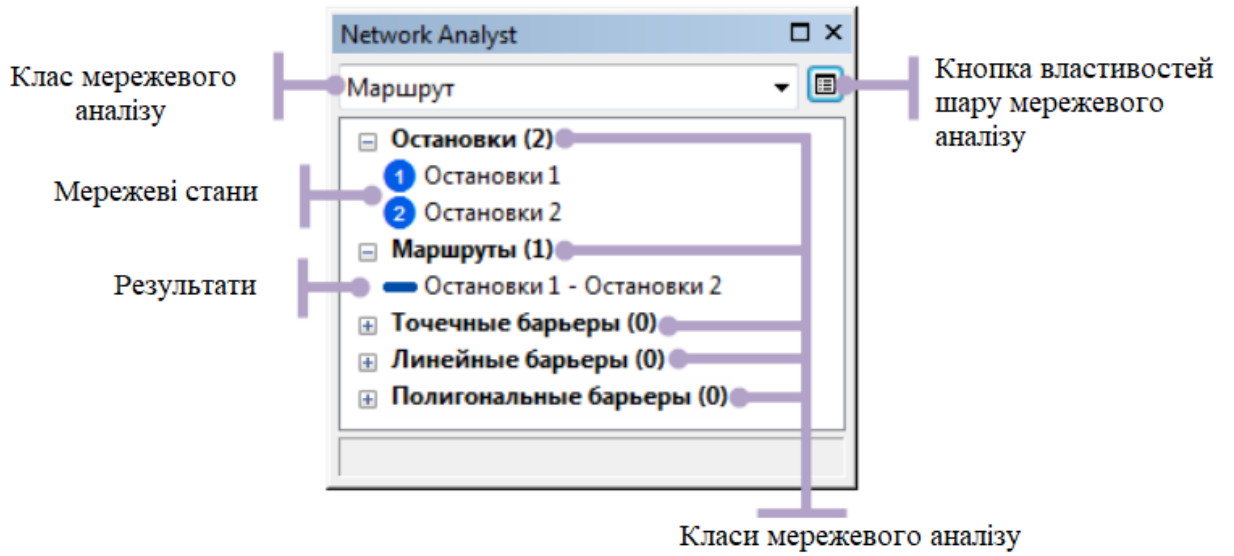 Network Analyst
Клас мережевого
аналізу
Маршрут
Кнопка властивостей
шару мережевого
аналізу
Остановки (2)
Мережеві стани
1 Остановки 1
2 Остановки 2
Маршруты (1)
Результати
Остановки 1 - Остановки 2
Точечные барьеры (0)
Линейные барьеры (0)
Полигональные барьеры (0)
Класи мережевого аналізу